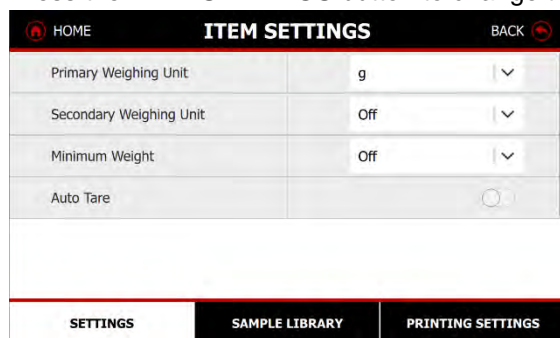 HOME ITEM SETTINGS BACK
Primary Weighing Unit g
Secondary Weighing Unit Off
Minimum Weight Off
Auto Tare
SETTINGS SAMPLE LIBRARY PRINTING SETTINGS